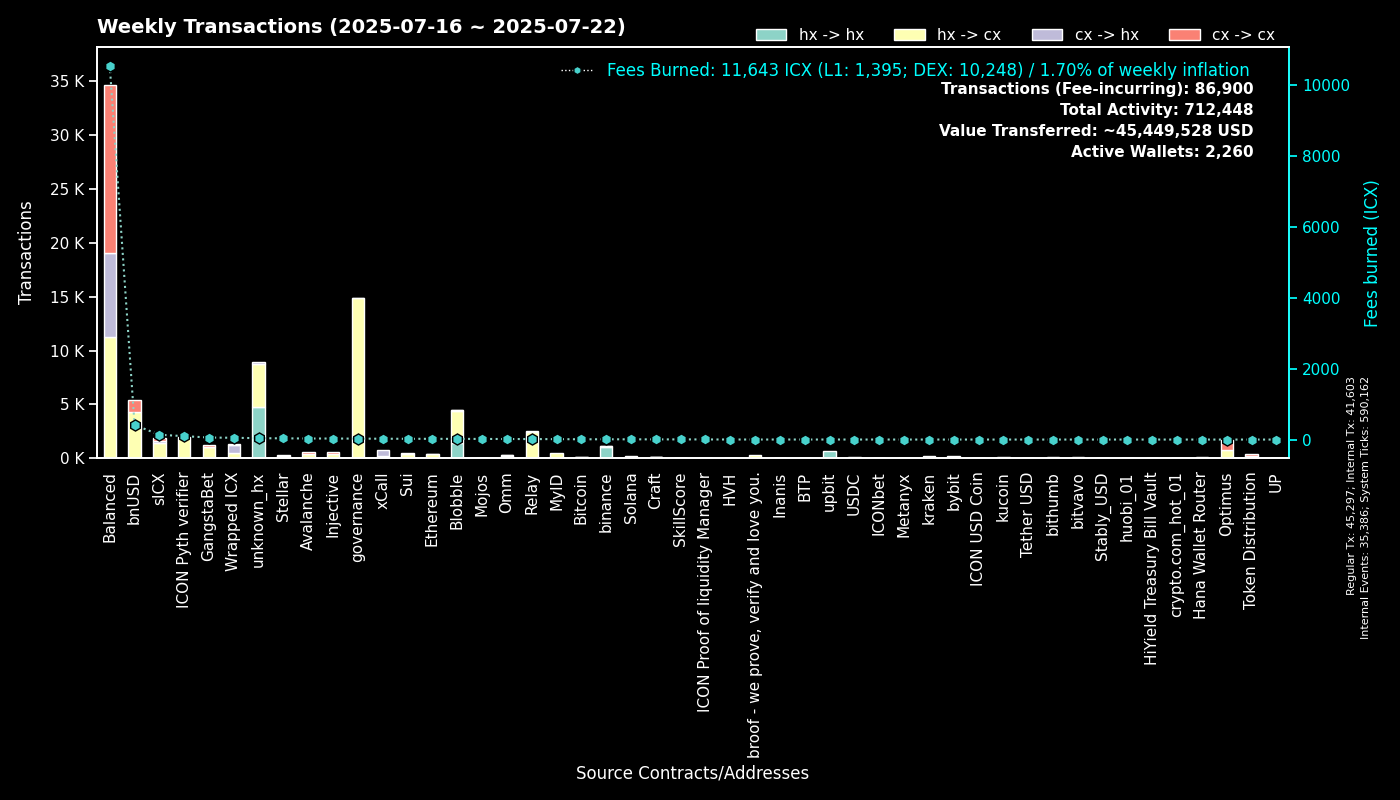 Weekly Transactions (2025-07-16 ~ 2025-07-22)
hx -> hx
hx -> cx
cx -> hx
cx -> cx
Fees Burned: 11,643 ICX (L1: 1,395; DEX: 10,248) / 1.70% of weekly inflation
Transactions (Fee-incurring): 86,900
Total Activity: 712,448
Value Transferred: ~45,449,528 USD
Active Wallets: 2,260
Transactions
35 K
30 K
25 K
20 K
15 K
10 K
5 K
0 K
10000
8000
6000
4000
2000
0
Fees burned (ICX)
Regular Tx: 45,297; Internal Tx: 41,603
Internal Events: 35,386; System Ticks: 590,162
Balanced
bnUSD
sICX
ICON Pyth verifier
GangstaBet
Wrapped ICX
unknown_hx
Stellar
Avalanche
Injective
governance
xCall
Sui
Ethereum
Blobble
Mojos
Omm
Relay
MyID
Bitcoin
binance
Solana
Craft
SkillScore
ICON Proof of liquidity Manager
HVH
broof - we prove, verify and love you.
Inanis
BTP
upbit
USDC
ICONbet
Metanyx
kraken
bybit
ICON USD Coin
kucoin
Tether USD
bithumb
bitvavo
Stably_USD
huobi_01
HiYield Treasury Bill Vault
crypto.com_hot_01
Hana Wallet Router
Optimus
Token Distribution
UP
Source Contracts/Addresses